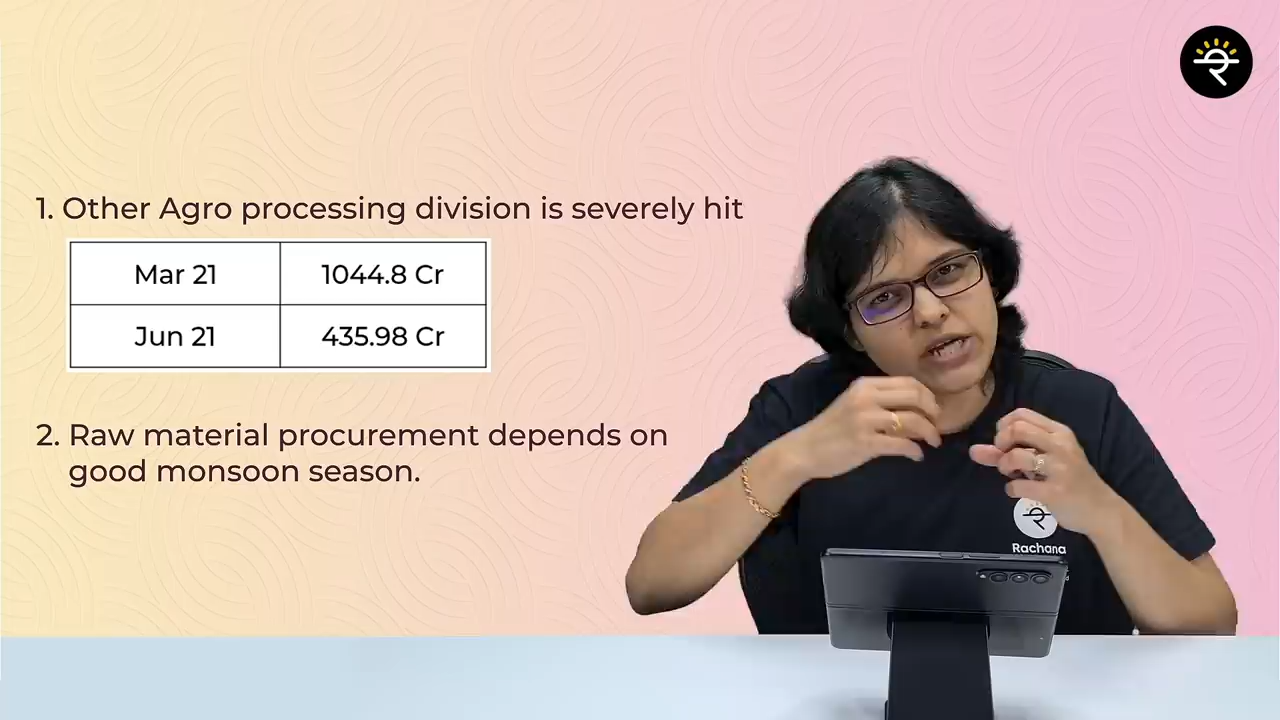 1. Other Agro processing division is severely hit
Mar 21 1044.8 Cr
Jun 21 435.98 Cr
2. Raw material procurement depends on
good monsoon season.
Rachana